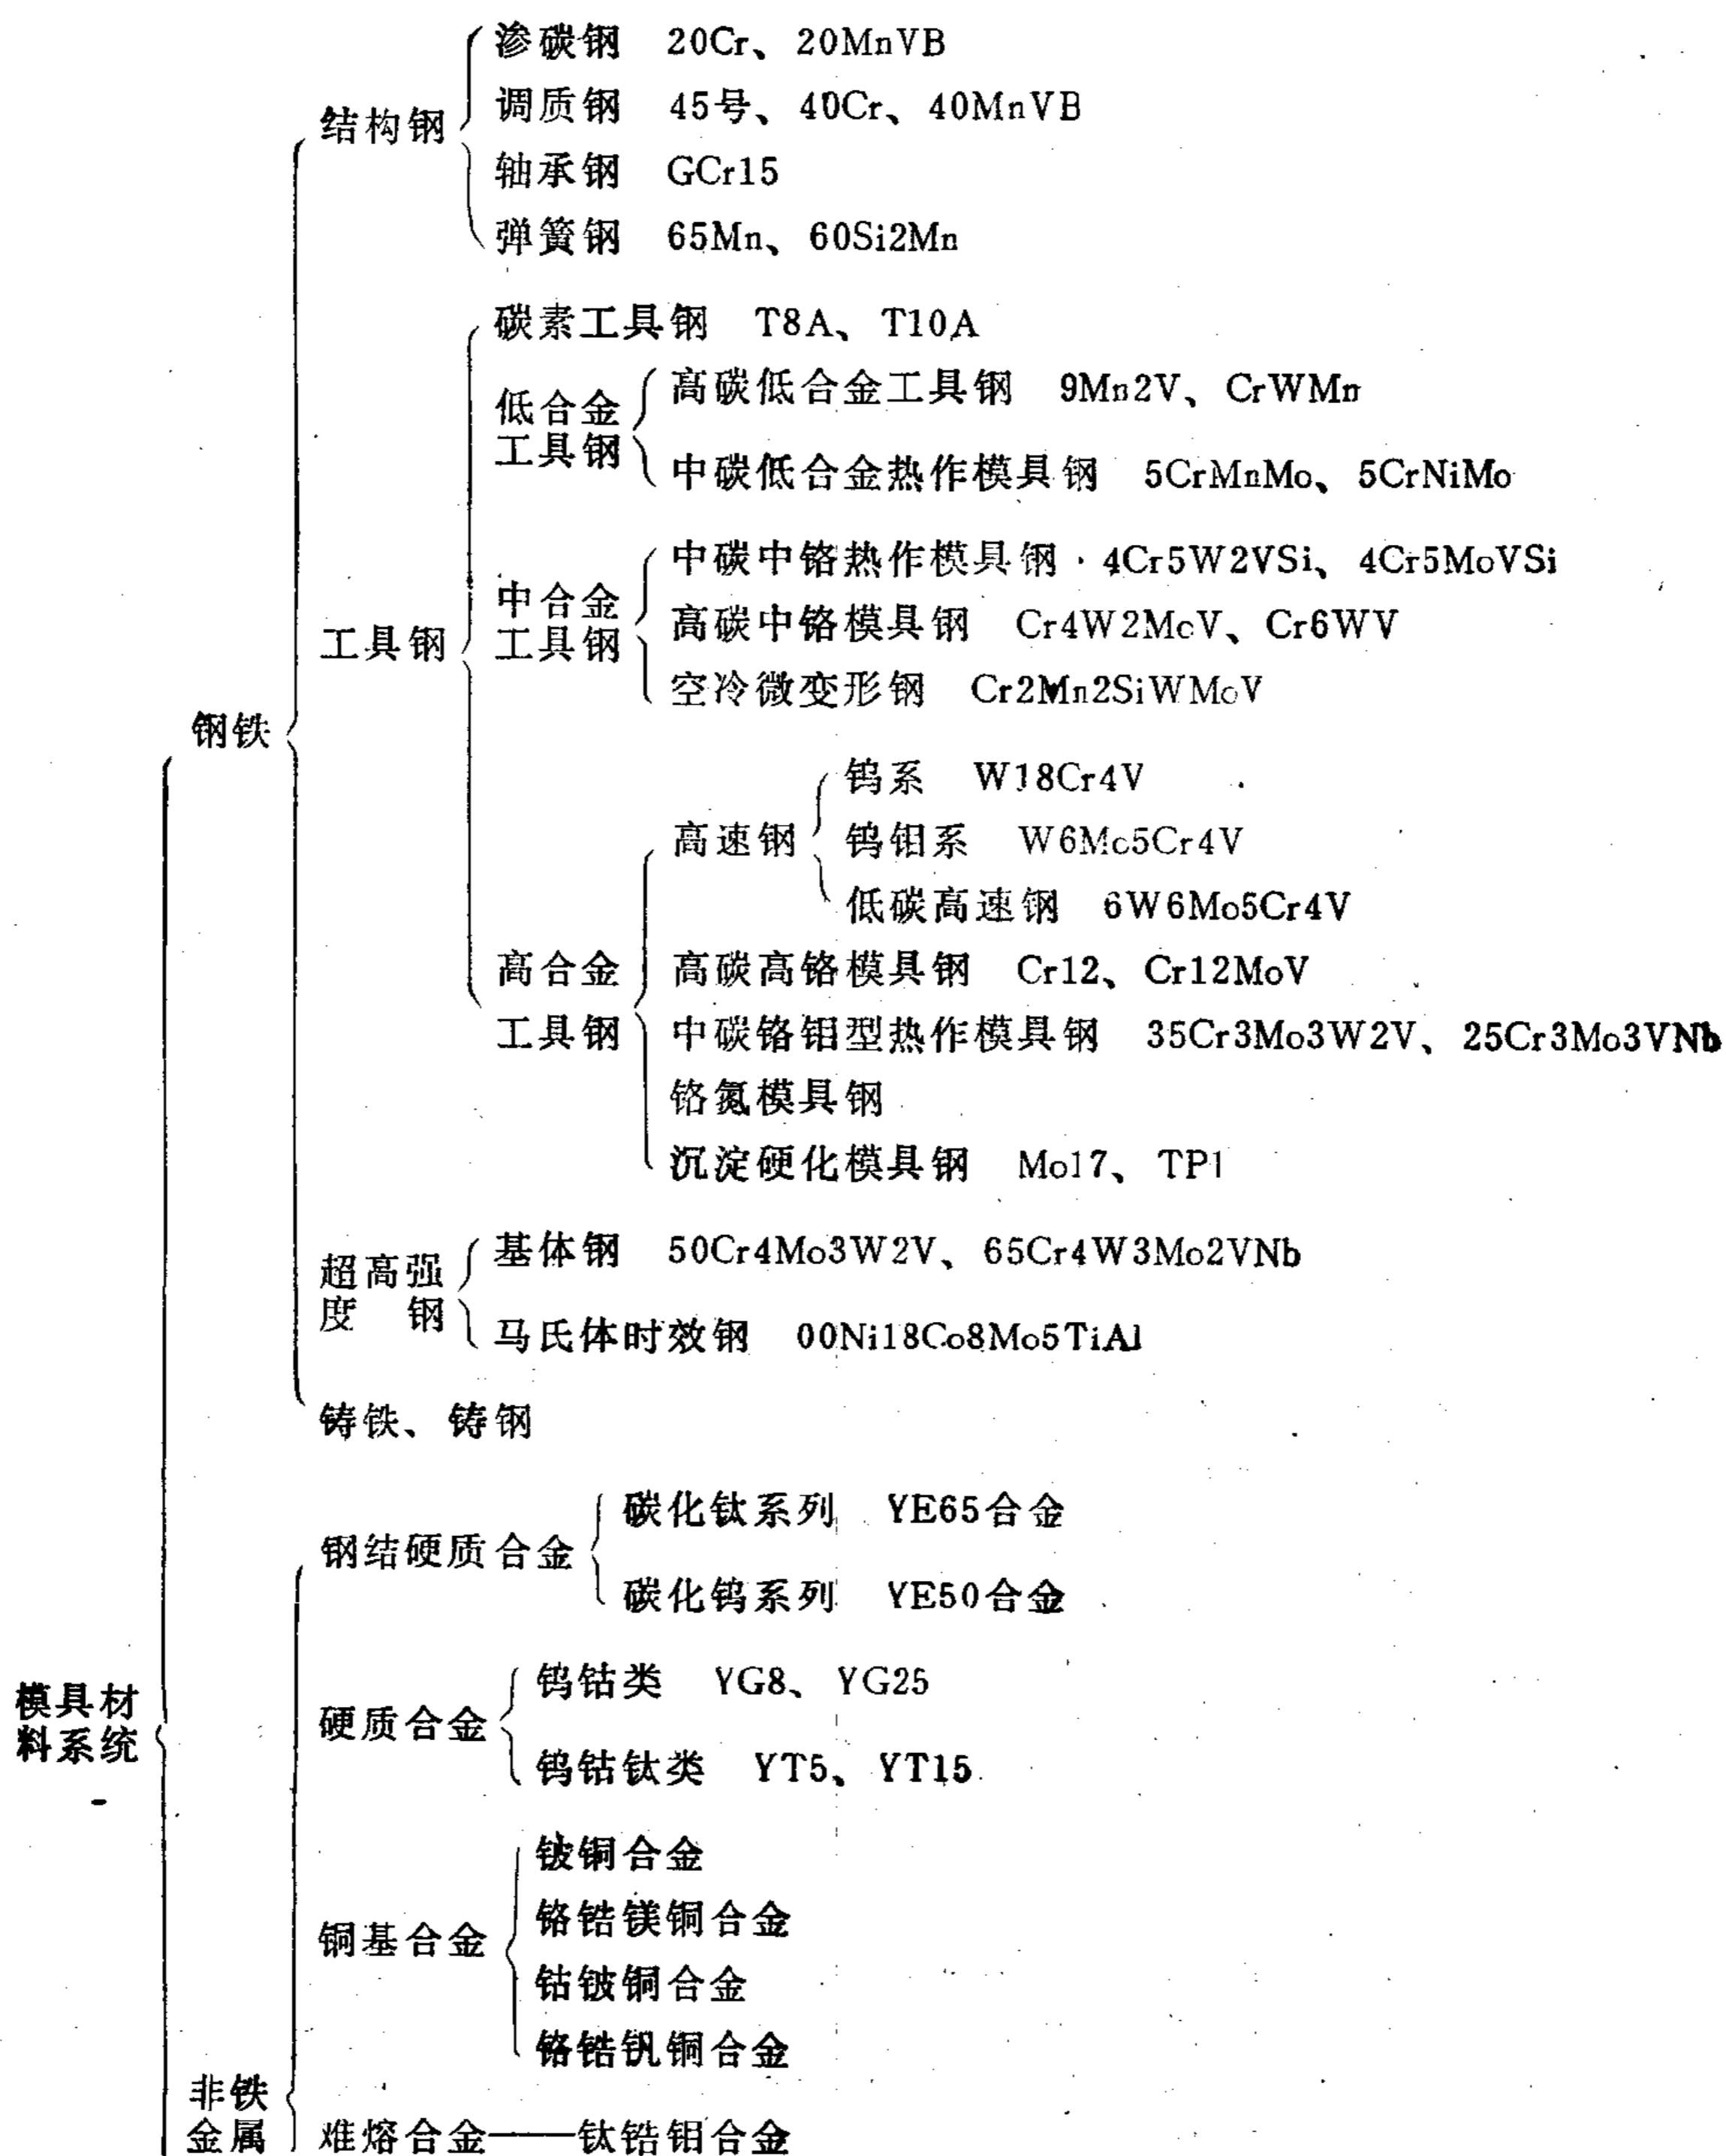 渗碳钢 20Cr、20MnVB
调质钢 45号、40Cr、40MnVB
结构钢
轴承钢 GCr15
弹簧钢 65Mn、60Si2Mn
碳素工具钢 T8A、T10A
低合金
工具钢
高碳低合金工具钢 9Mn2V、CrWMn
中碳低合金热作模具钢 5CrMnMo、5CrNiMo
中碳中铬热作模具钢 4Cr5W2VSi、4Cr5MoVSi
中合金
工具钢
工具钢
高碳中铬模具钢 Cr4W2MoV、Cr6WV
空冷微变形钢 Cr2Mn2SiWMoV
钢铁
钨系 W18Cr4V
高速钢
钨钼系 W6Mo5Cr4V
低碳高速钢 6W6Mo5Cr4V
高合金
工具钢
高碳高铬模具钢 Cr12、Cr12MoV
中碳铬钼型热作模具钢 35Cr3Mo3W2V、25Cr3Mo3VNb
铬氮模具钢
沉淀硬化模具钢 Mo17、TP1
超高强
度 钢
基体钢 50Cr4Mo3W2V、65Cr4W3Mo2VNb
马氏体时效钢 00Ni18Co8Mo5TiAl
铸铁、铸钢
钢结硬质合金
碳化钛系列 YE65合金
碳化钨系列 YE50合金
模具材
料系统
硬质合金
钨钴类 YG8、YG25
钨钴钛类 YT5、YT15
铜基合金
铍铜合金
铬锆镁铜合金
钴铍铜合金
铬锆钒铜合金
非铁
金属
难熔合金——钛锆钼合金